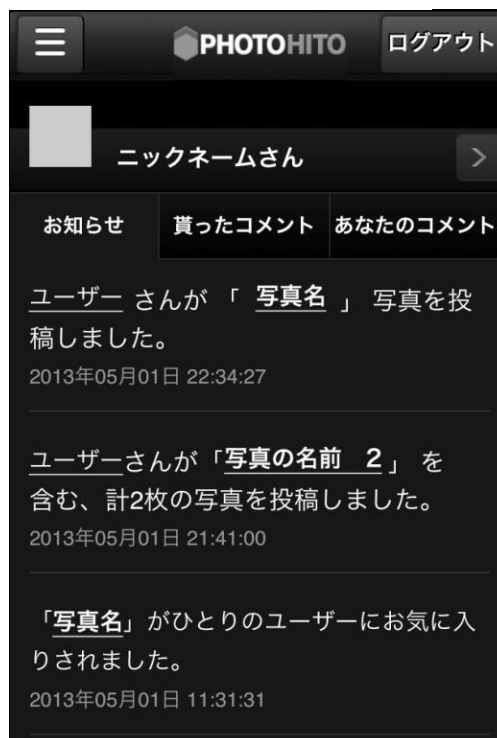 PHOTOHITO ログアウト
ニックネームさん
お知らせ 貰ったコメント あなたのコメント
ユーザー さんが 「 写真名 」 写真を投
稿しました。
2013年05月01日 22:34:27
ユーザーさんが「写真の名前 2」 を
含む、計2枚の写真を投稿しました。
2013年05月01日 21:41:00
「写真名」がひとりのユーザーにお気に入
りされました。
2013年05月01日 11:31:31